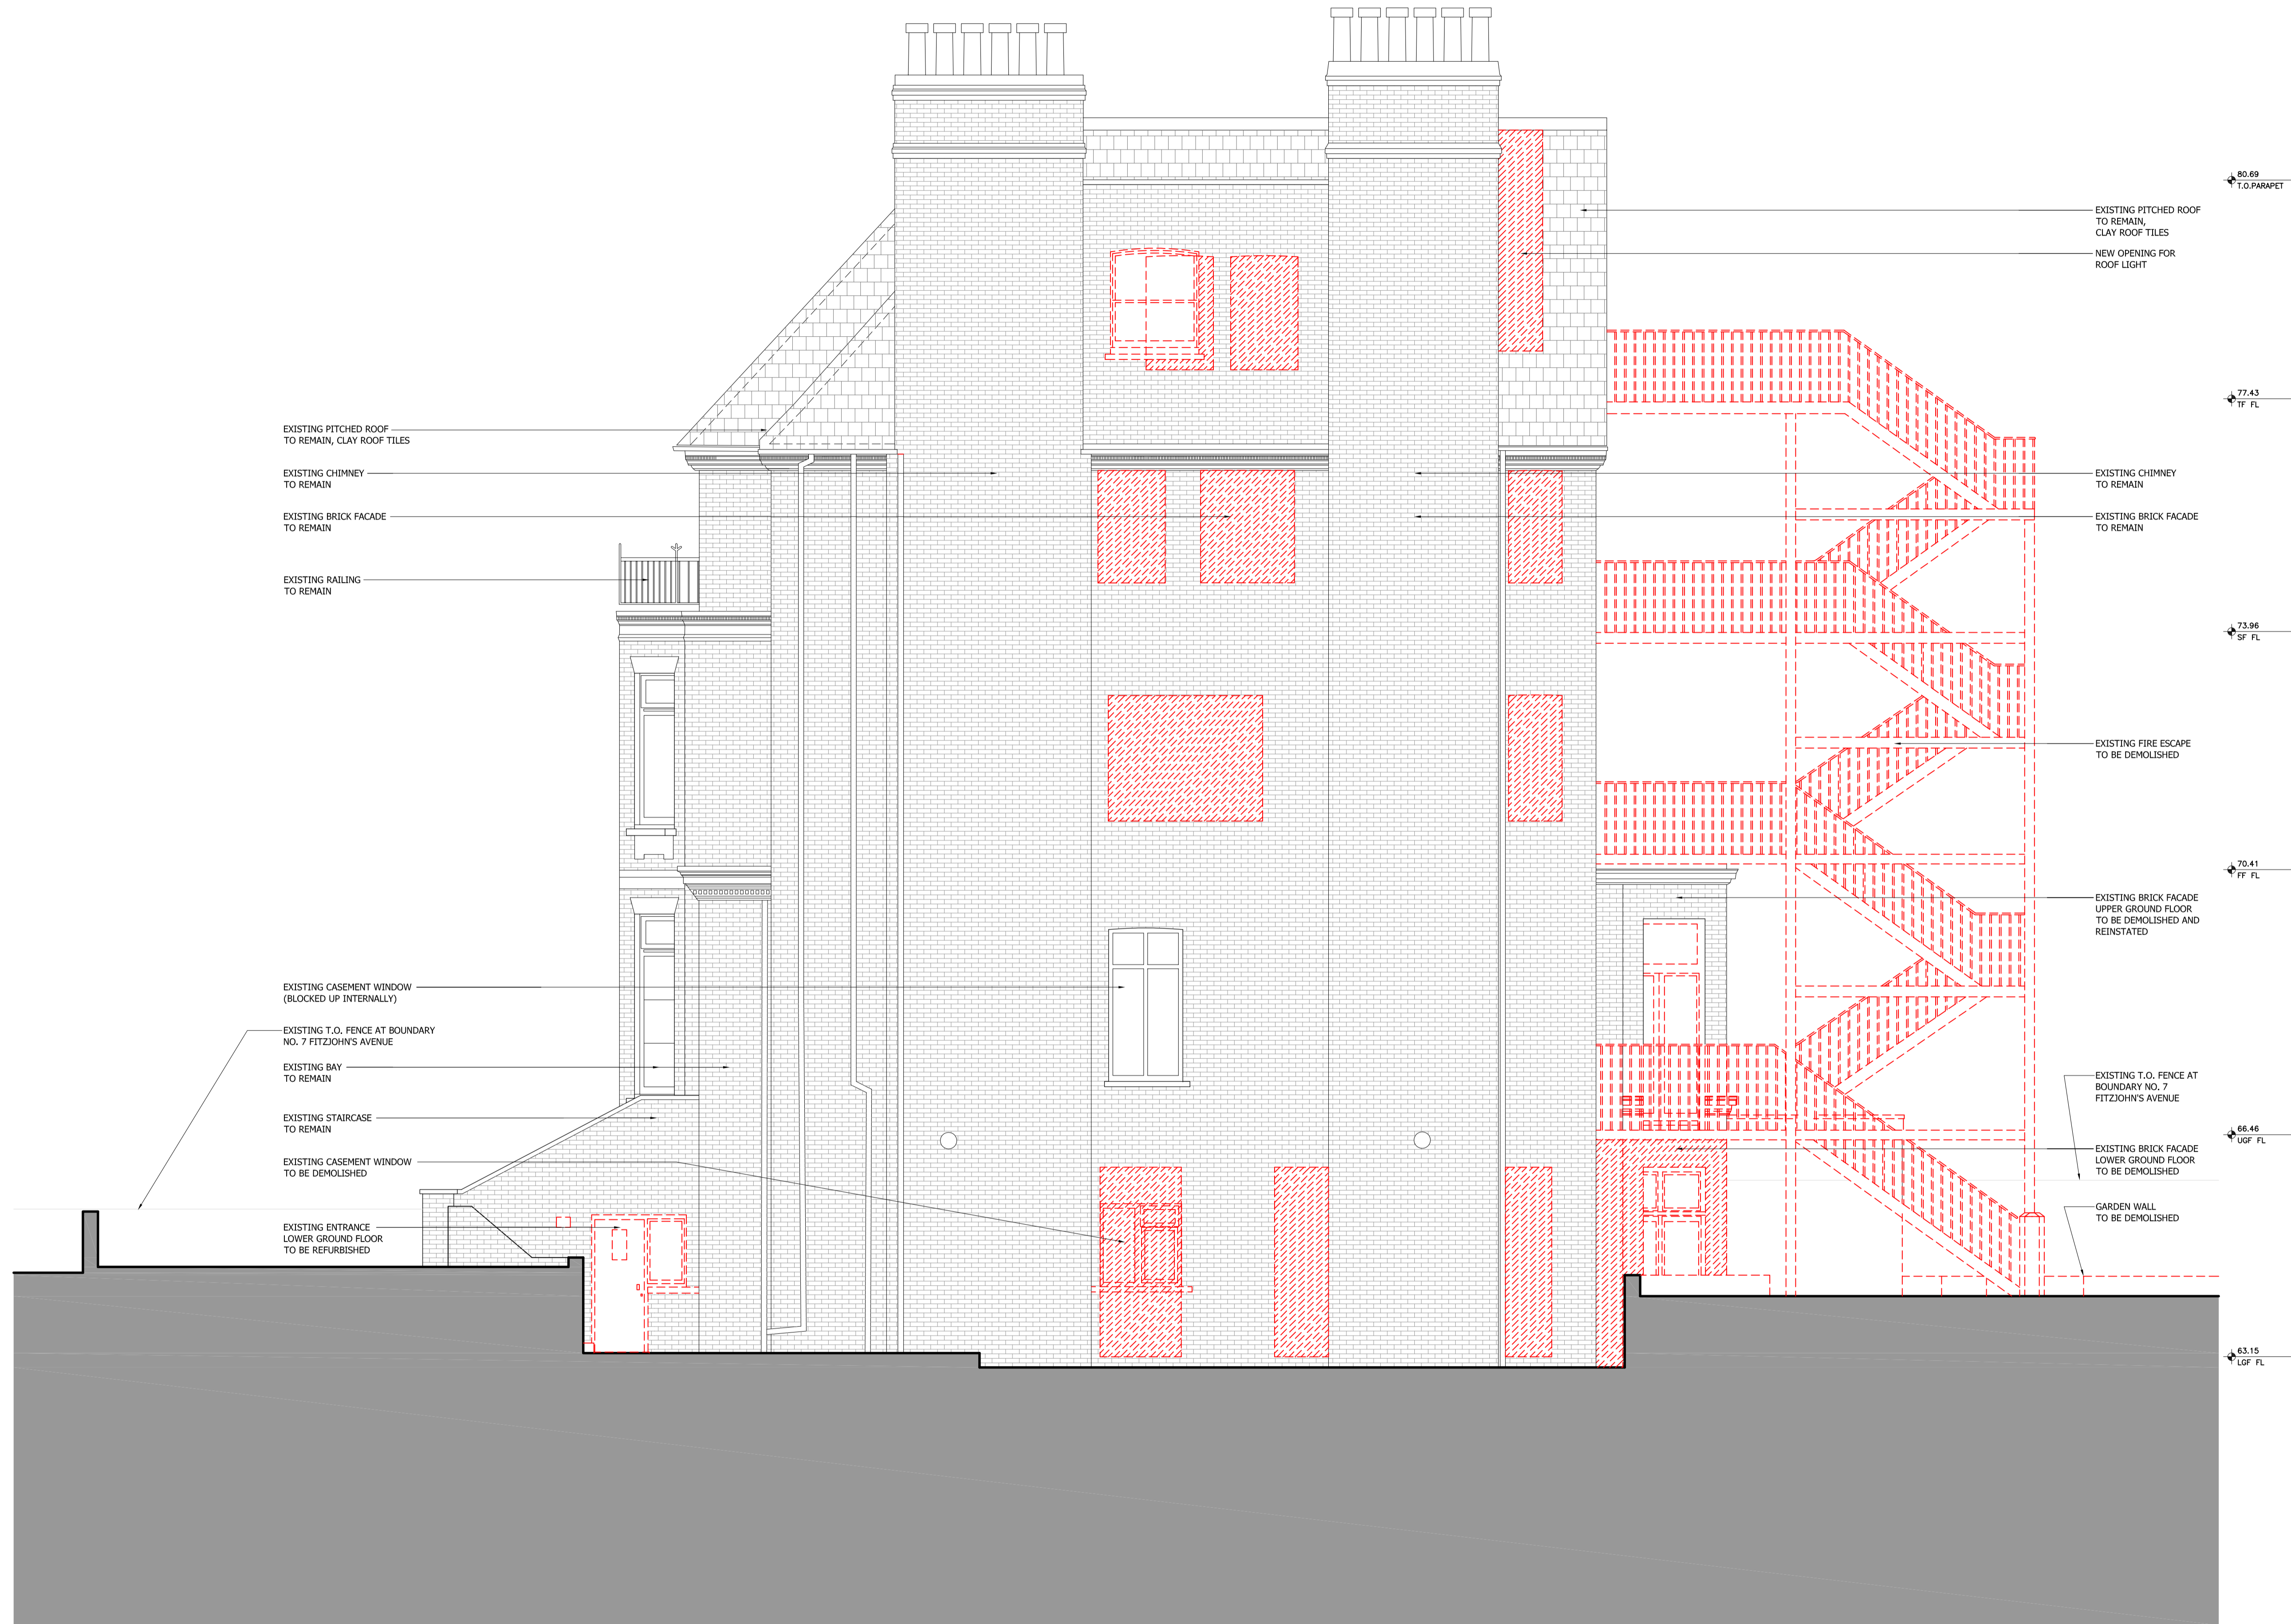 EXISTING PITCHED ROOF
TO REMAIN, CLAY ROOF TILES
EXISTING CHIMNEY
TO REMAIN
EXISTING BRICK FACADE
TO REMAIN
EXISTING RAILING
TO REMAIN
EXISTING CASEMENT WINDOW
(BLOCKED UP INTERNALLY)
EXISTING T.O. FENCE AT BOUNDARY
NO. 7 FITZJOHN'S AVENUE
EXISTING BAY
TO REMAIN
EXISTING STAIRCASE
TO REMAIN
EXISTING CASEMENT WINDOW
TO BE DEMOLISHED
EXISTING ENTRANCE
LOWER GROUND FLOOR
TO BE REFURBISHED
EXISTING PITCHED ROOF
TO REMAIN,
CLAY ROOF TILES
NEW OPENING FOR
ROOF LIGHT
EXISTING CHIMNEY
TO REMAIN
EXISTING BRICK FACADE
TO REMAIN
EXISTING FIRE ESCAPE
TO BE DEMOLISHED
EXISTING BRICK FACADE
UPPER GROUND FLOOR
TO BE DEMOLISHED AND
REINSTATED
EXISTING T.O. FENCE AT
BOUNDARY NO. 7
FITZJOHN'S AVENUE
EXISTING BRICK FACADE
LOWER GROUND FLOOR
TO BE DEMOLISHED
GARDEN WALL
TO BE DEMOLISHED
80.69
T.O.PARAPET
77.43
TF FL
73.96
SF FL
70.41
FF FL
66.46
UGF FL
63.15
LGF FL